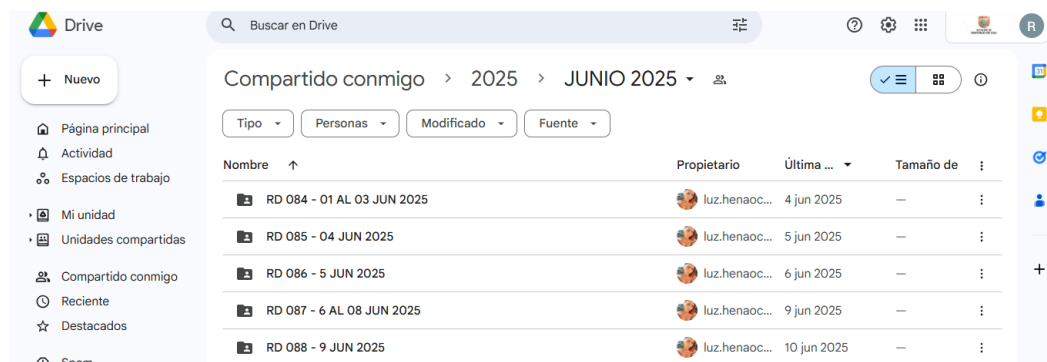 Drive
Buscar en Drive
R
Nuevo
Compartido conmigo > 2025 > JUNIO 2025
31
Tipo Personas Modificado Fuente
Página principal
Actividad
Espacios de trabajo
Mi unidad
Unidades compartidas
Compartido conmigo
Reciente
Destacados
Spam
Nombre Propietario Última ... Tamaño de
RD 084 - 01 AL 03 JUN 2025 luz.henaoc... 4 jun 2025 —
RD 085 - 04 JUN 2025 luz.henaoc... 5 jun 2025 —
RD 086 - 5 JUN 2025 luz.henaoc... 6 jun 2025 —
RD 087 - 6 AL 08 JUN 2025 luz.henaoc... 9 jun 2025 —
RD 088 - 9 JUN 2025 luz.henaoc... 10 jun 2025 —